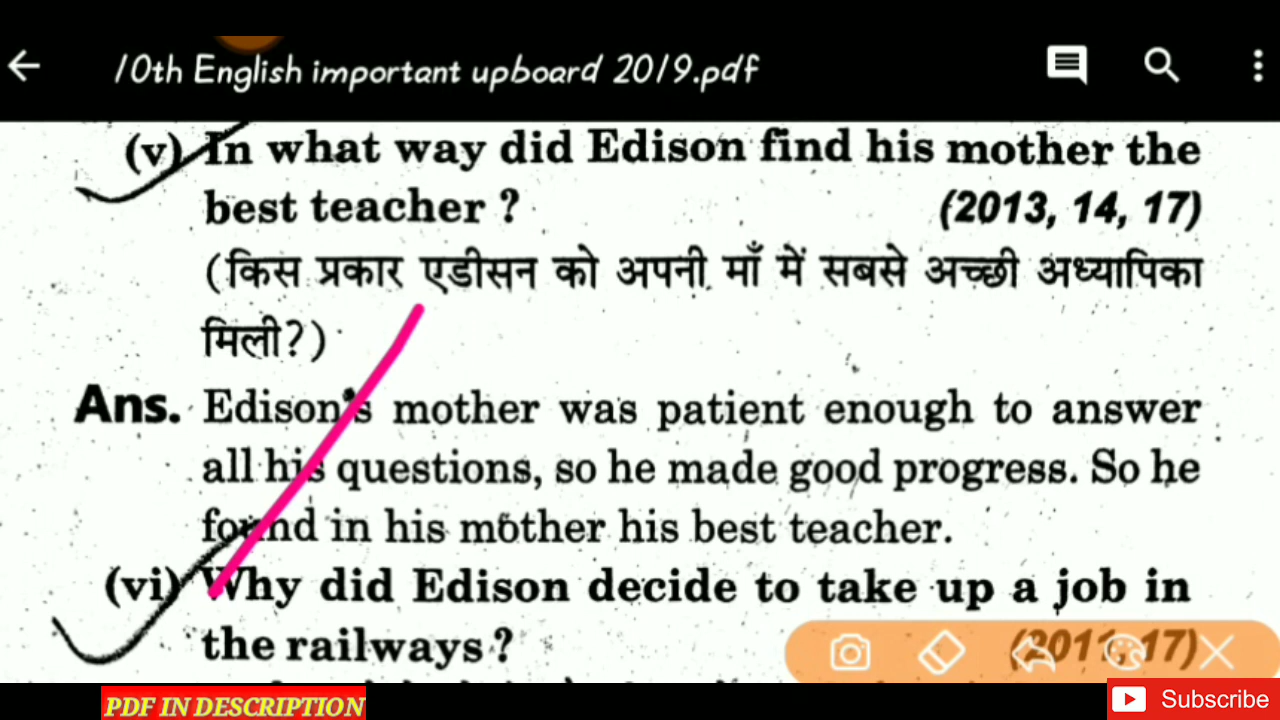 10th English important upboard 2019.pdf
(v) In what way did Edison find his mother the
best teacher ? (2013, 14, 17)
(किस प्रकार एडीसन को अपनी माँ में सबसे अच्छी अध्यापिका
मिली?)
Ans. Edison's mother was patient enough to answer
all his questions, so he made good progress. So he
found in his mother his best teacher.
(vi) Why did Edison decide to take up a job in
the railways ? (2011, 17)
PDF IN DESCRIPTION
Subscribe